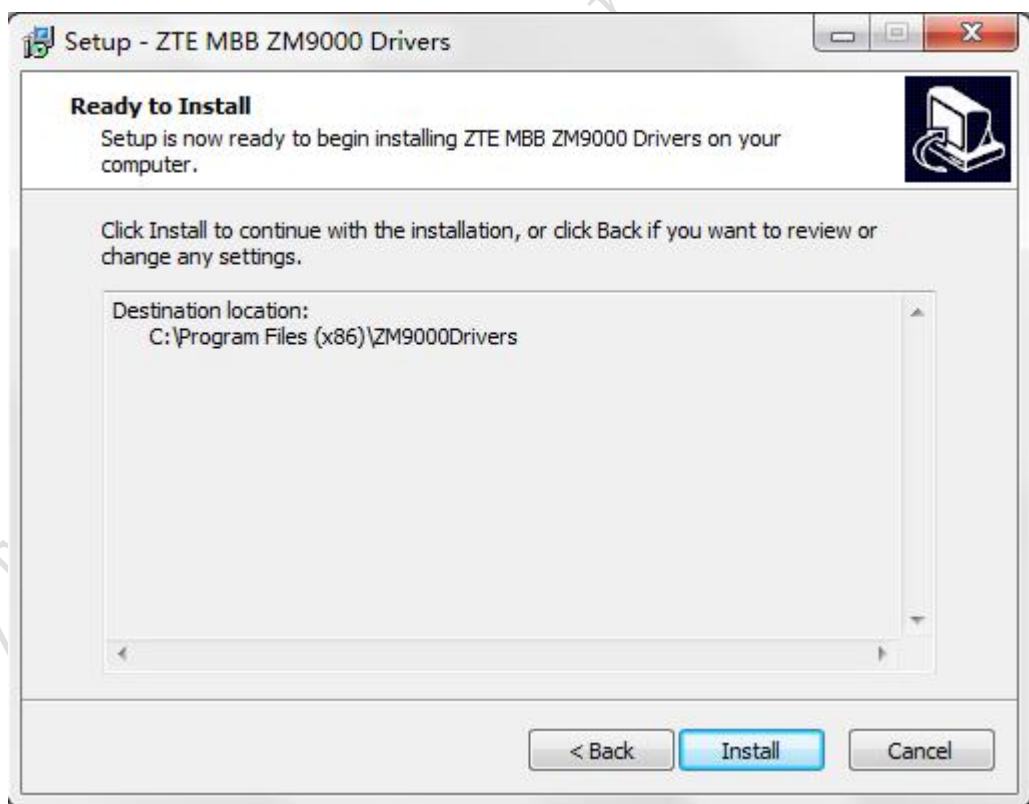 Setup - ZTE MBB ZM9000 Drivers
Ready to Install
Setup is now ready to begin installing ZTE MBB ZM9000 Drivers on your
computer.
Click Install to continue with the installation, or click Back if you want to review or
change any settings.
Destination location:
C:\Program Files (x86)\ZM9000Drivers
< Back
Install
Cancel